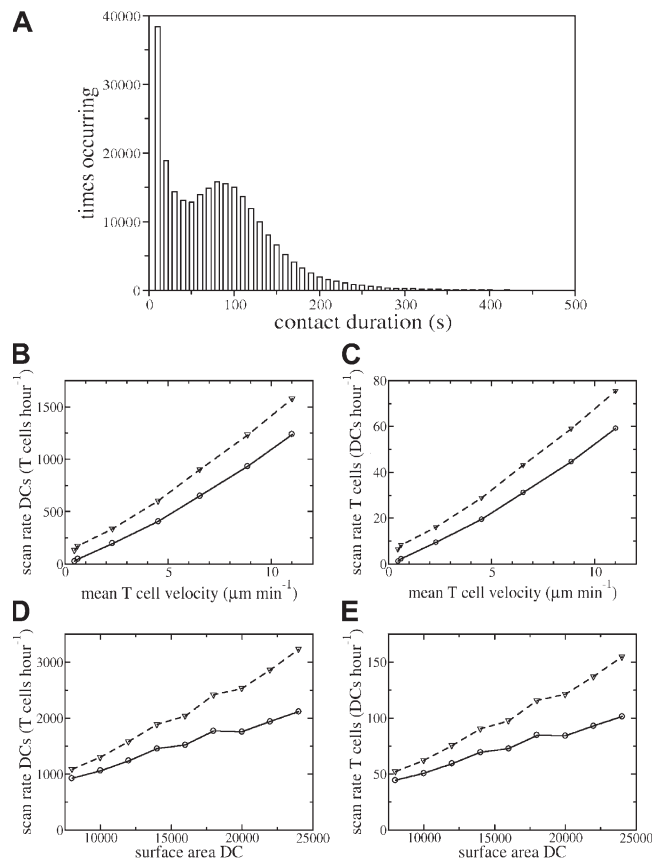 A
40000
30000
20000
10000
0
times occurring
0 100 200 300 400 500
contact duration (s)
B
1500
1000
500
0
scan rate DCs (T cells hour⁻¹)
0 5 10
mean T cell velocity (μm min⁻¹)
C
80
60
40
20
0
scan rate T cells (DCs hour⁻¹)
0 5 10
mean T cell velocity (μm min⁻¹)
D
3000
2000
1000
0
scan rate DCs (T cells hour⁻¹)
10000 15000 20000 25000
surface area DC
E
150
100
50
0
scan rate T cells (DCs hour⁻¹)
10000 15000 20000 25000
surface area DC